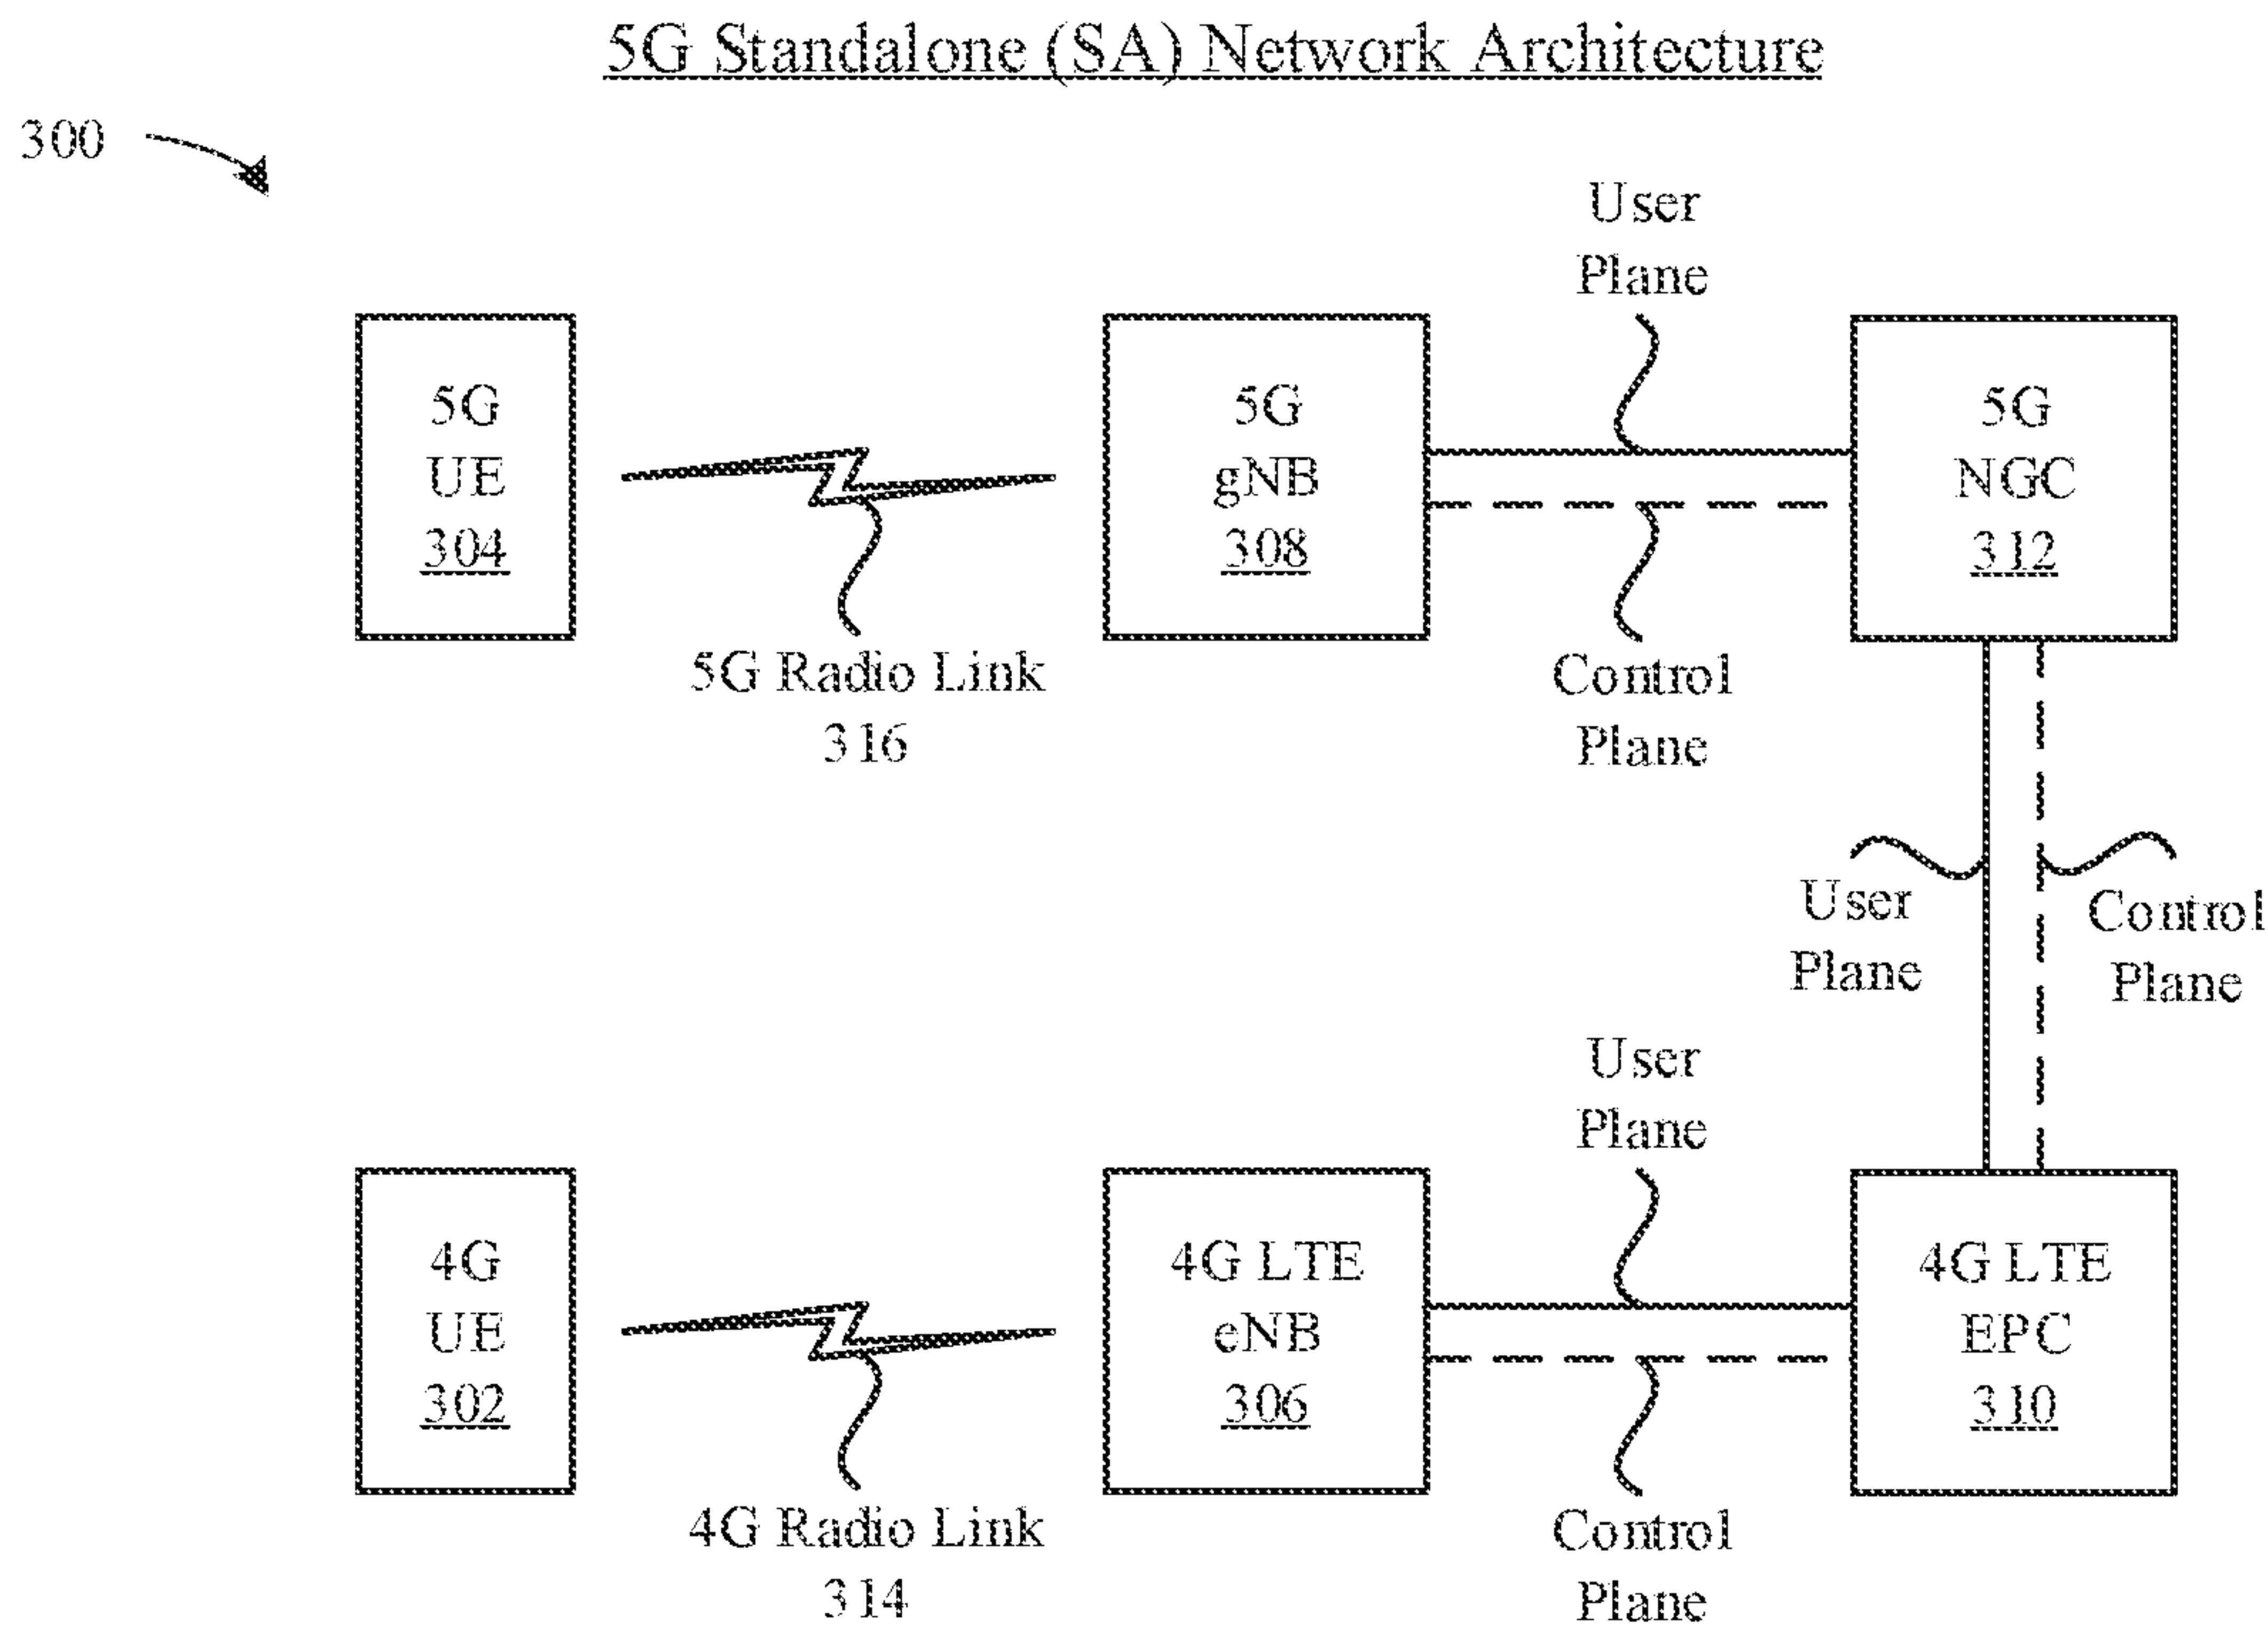 5G Standalone (SA) Network Architecture
300
User
Plane
5G
UE
304
5G
gNB
308
5G
NGC
312
5G Radio Link
316
Control
Plane
User
Plane
Control
Plane
User
Plane
4G
UE
302
4G LTE
eNB
306
4G LTE
EPC
310
4G Radio Link
314
Control
Plane